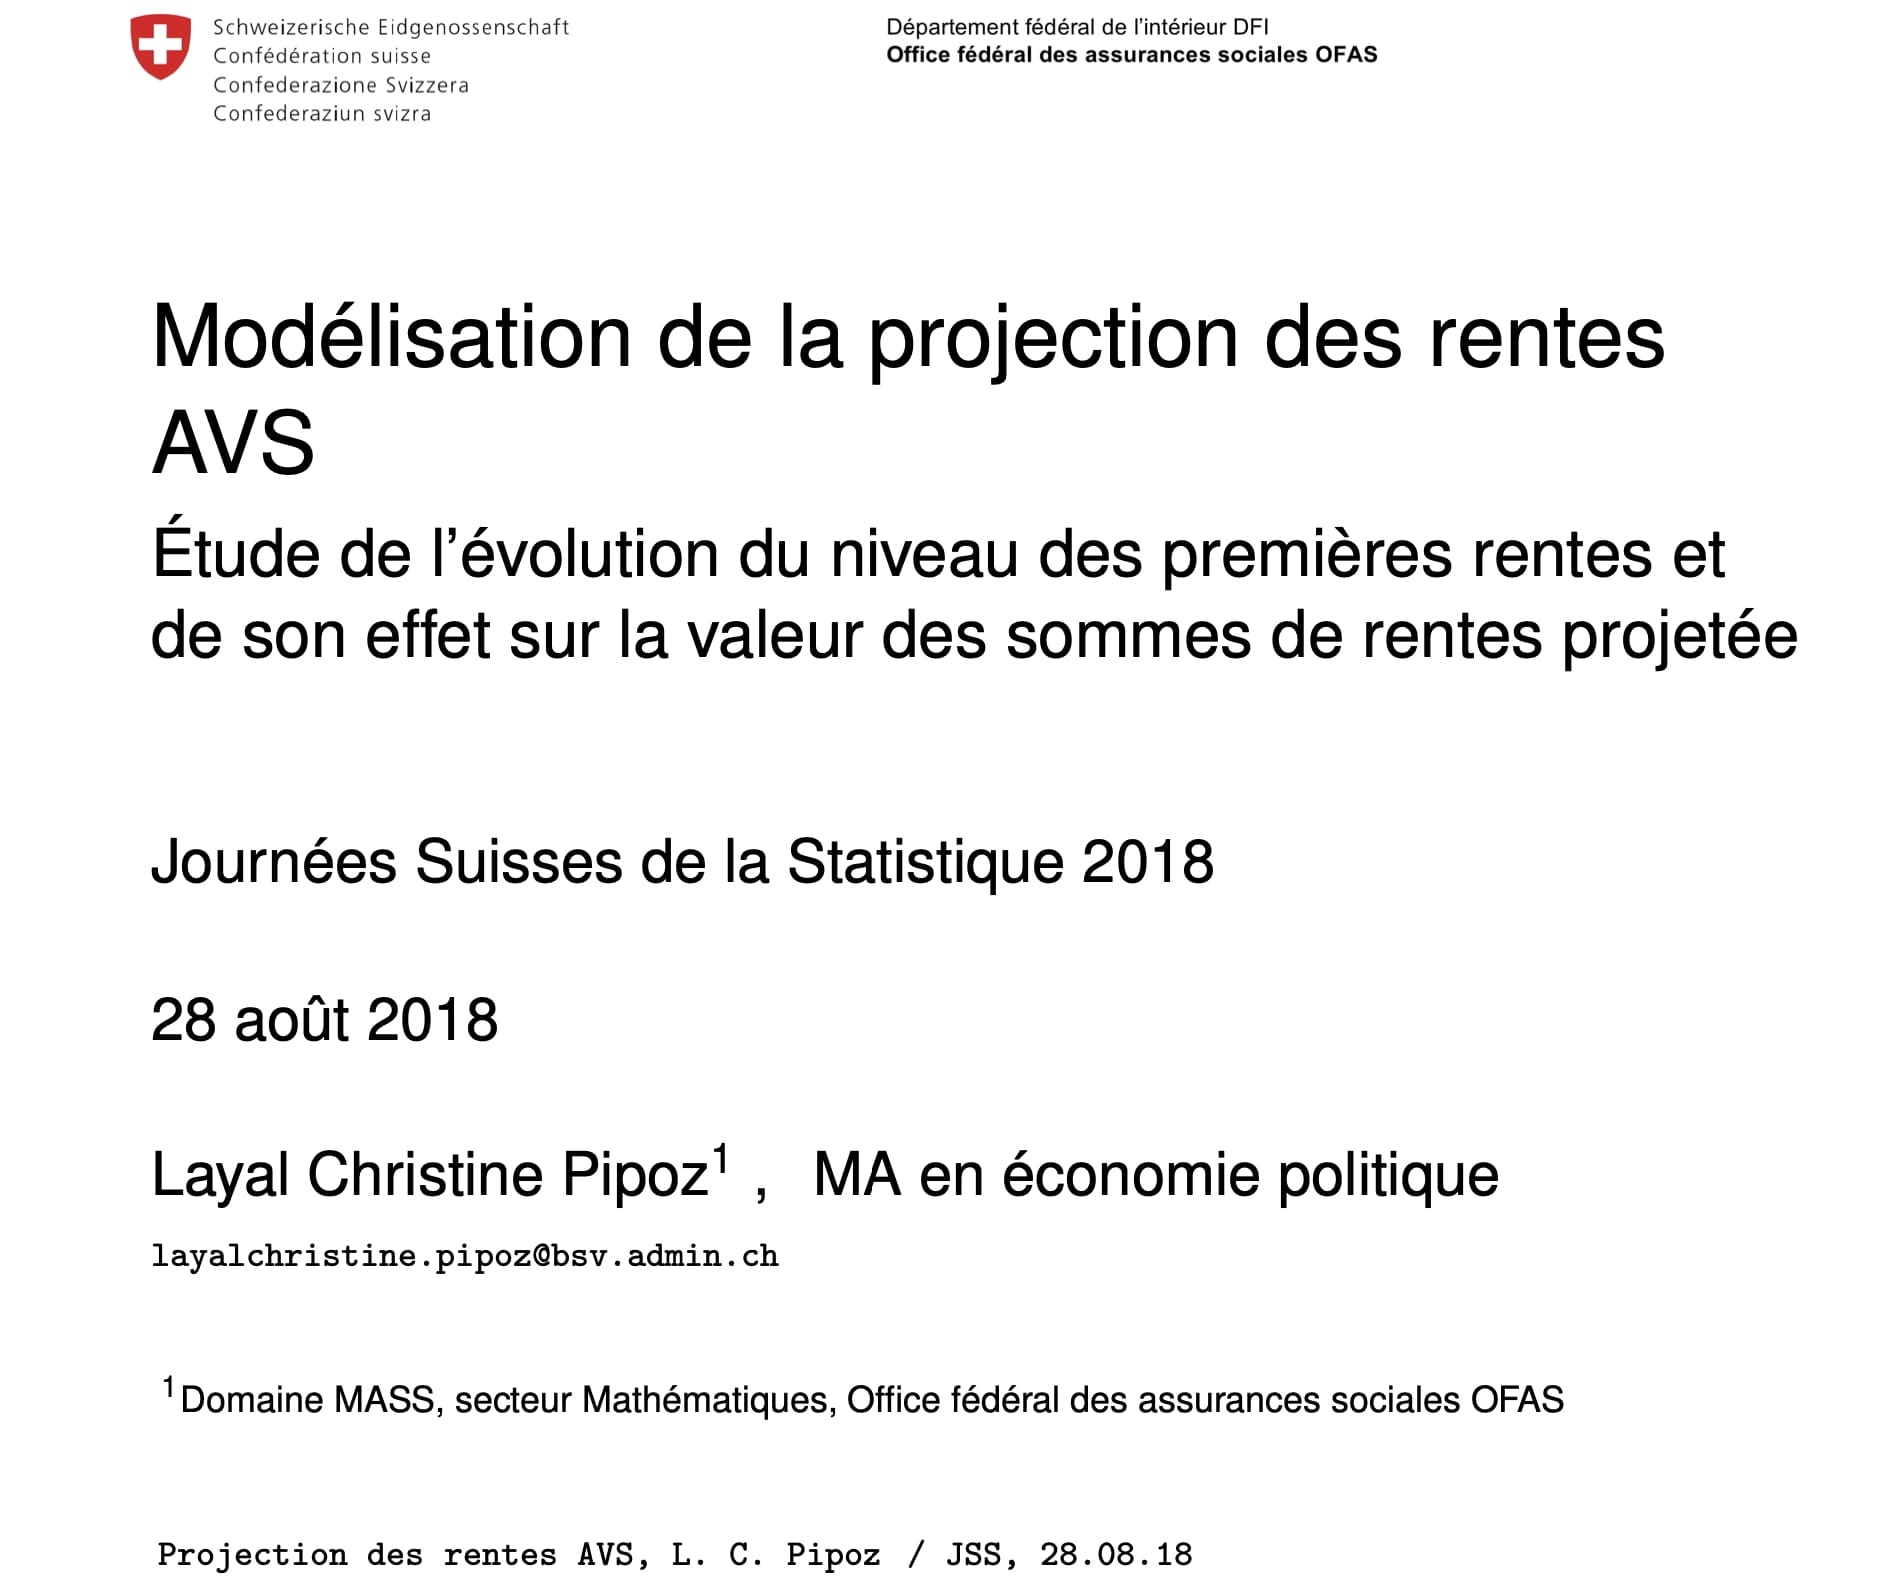 Schweizerische Eidgenossenschaft
Confédération suisse
Confederazione Svizzera
Confederaziun svizra
Département fédéral de l'intérieur DFI
Office fédéral des assurances sociales OFAS
Modélisation de la projection des rentes
AVS
Étude de l'évolution du niveau des premières rentes et
de son effet sur la valeur des sommes de rentes projetée
Journées Suisses de la Statistique 2018
28 août 2018
Layal Christine Pipoz¹ , MA en économie politique
layalchristine.pipoz@bsv.admin.ch
¹Domaine MASS, secteur Mathématiques, Office fédéral des assurances sociales OFAS
Projection des rentes AVS, L. C. Pipoz / JSS, 28.08.18